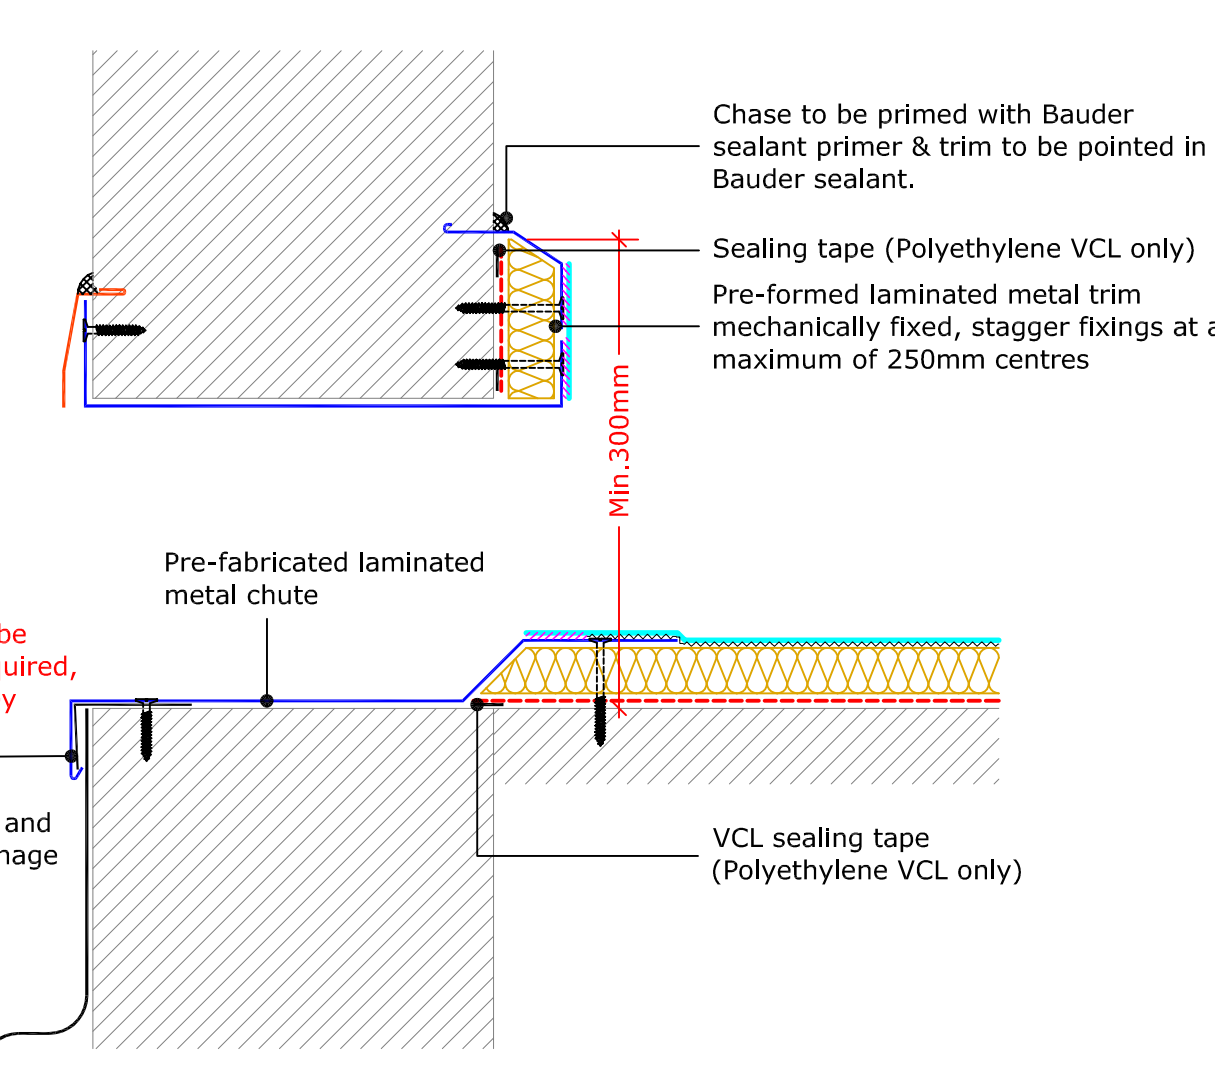 Chase to be primed with Bauder
sealant primer & trim to be pointed in
Bauder sealant.
Sealing tape (Polyethylene VCL only)
Pre-formed laminated metal trim
mechanically fixed, stagger fixings at a
maximum of 250mm centres
Min.300mm
Pre-fabricated laminated
metal chute
be
uired,
y
and
nage
VCL sealing tape
(Polyethylene VCL only)